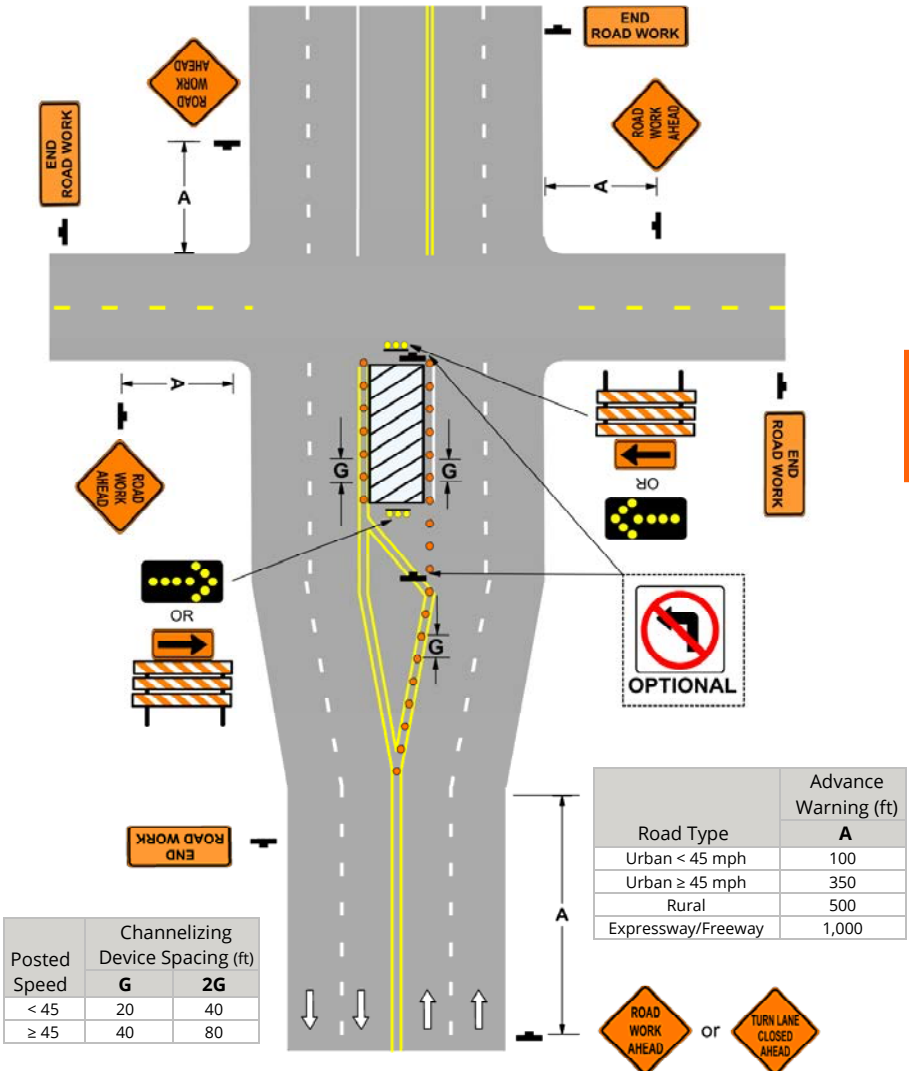 END
ROAD WORK
ROAD
WORK
AHEAD
END
ROAD WORK
A
ROAD
WORK
AHEAD
A
A
ROAD
WORK
AHEAD
G
G
OR
END
ROAD WORK
OR
G
OPTIONAL
END
ROAD WORK
Road Type
Advance
Warning (ft)
A
Urban < 45 mph 100
Urban ≥ 45 mph 350
Rural 500
Expressway/Freeway 1,000
A
Posted
Speed
Channelizing
Device Spacing (ft)
G 2G
< 45 20 40
≥ 45 40 80
ROAD
WORK
AHEAD
or
TURN LANE
CLOSED
AHEAD